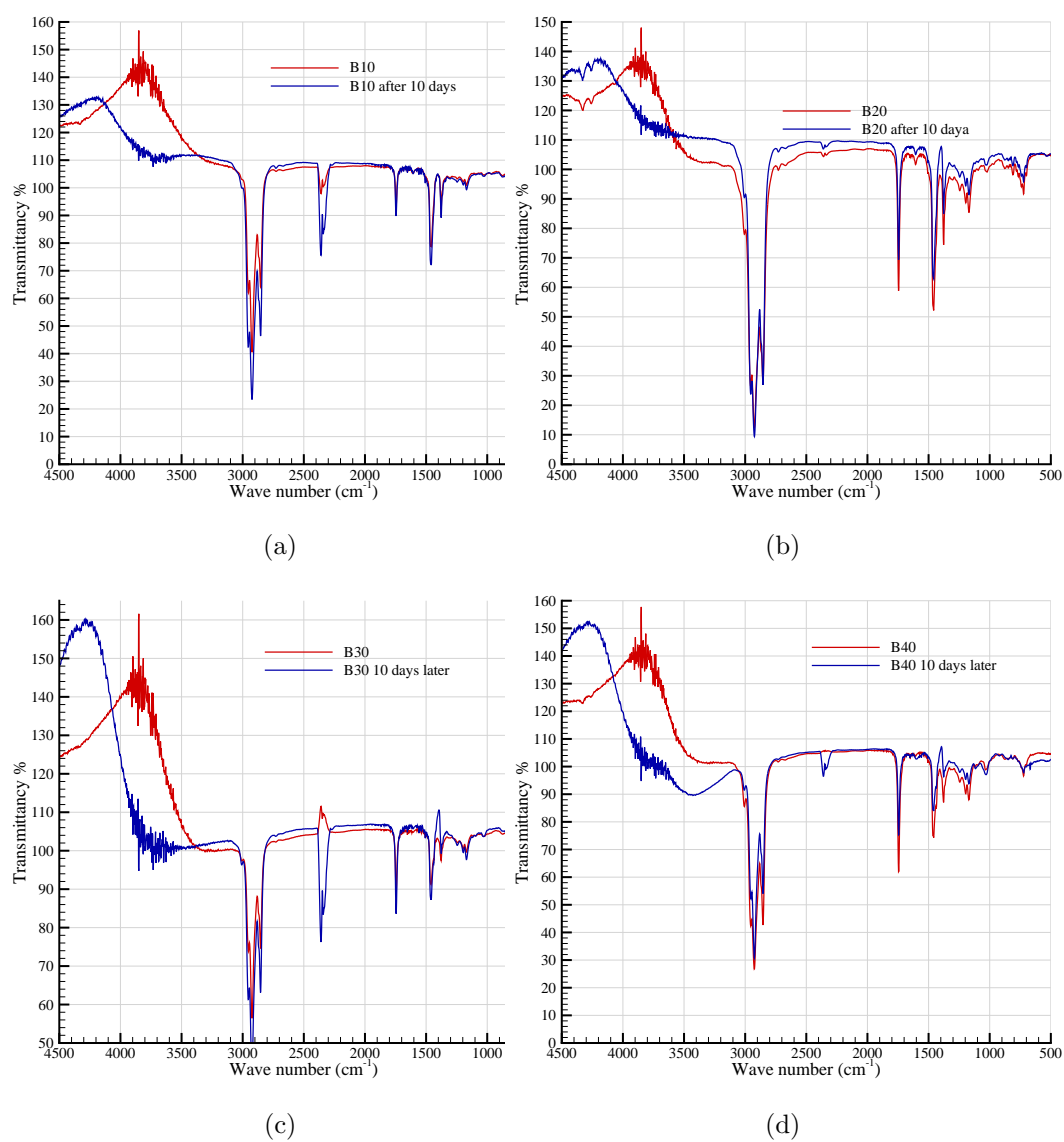 160
150
140
130
120
110
100
90
80
70
60
50
40
30
20
10
0
Transmittancy %
B10
B10 after 10 days
4500 4000 3500 3000 2500 2000 1500 1000
Wave number (cm-1)
(a)
150
140
130
120
110
100
90
80
70
60
50
40
30
20
10
0
Transmittancy %
B20
B20 after 10 daya
4500 4000 3500 3000 2500 2000 1500 1000 500
Wave number (cm-1)
(b)
160
150
140
130
120
110
100
90
80
70
60
50
Transmittancy %
B30
B30 10 days later
4500 4000 3500 3000 2500 2000 1500 1000
Wave number (cm-1)
(c)
160
150
140
130
120
110
100
90
80
70
60
50
40
30
20
10
0
Transmittancy %
B40
B40 10 days later
4500 4000 3500 3000 2500 2000 1500 1000 500
Wave number (cm-1)
(d)